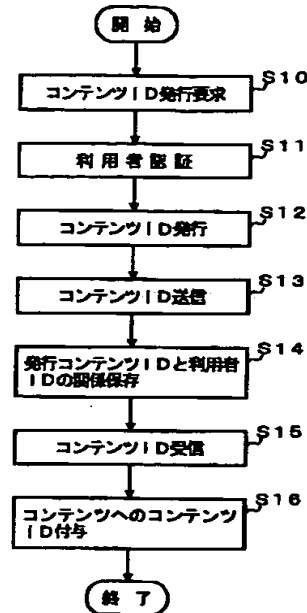 開始
S10
コンテンツID発行要求
S11
利用者認証
S12
コンテンツID発行
S13
コンテンツID送信
S14
発行コンテンツIDと利用者
IDの関係保存
S15
コンテンツID受信
S16
コンテンツへのコンテンツ
ID付与
終了